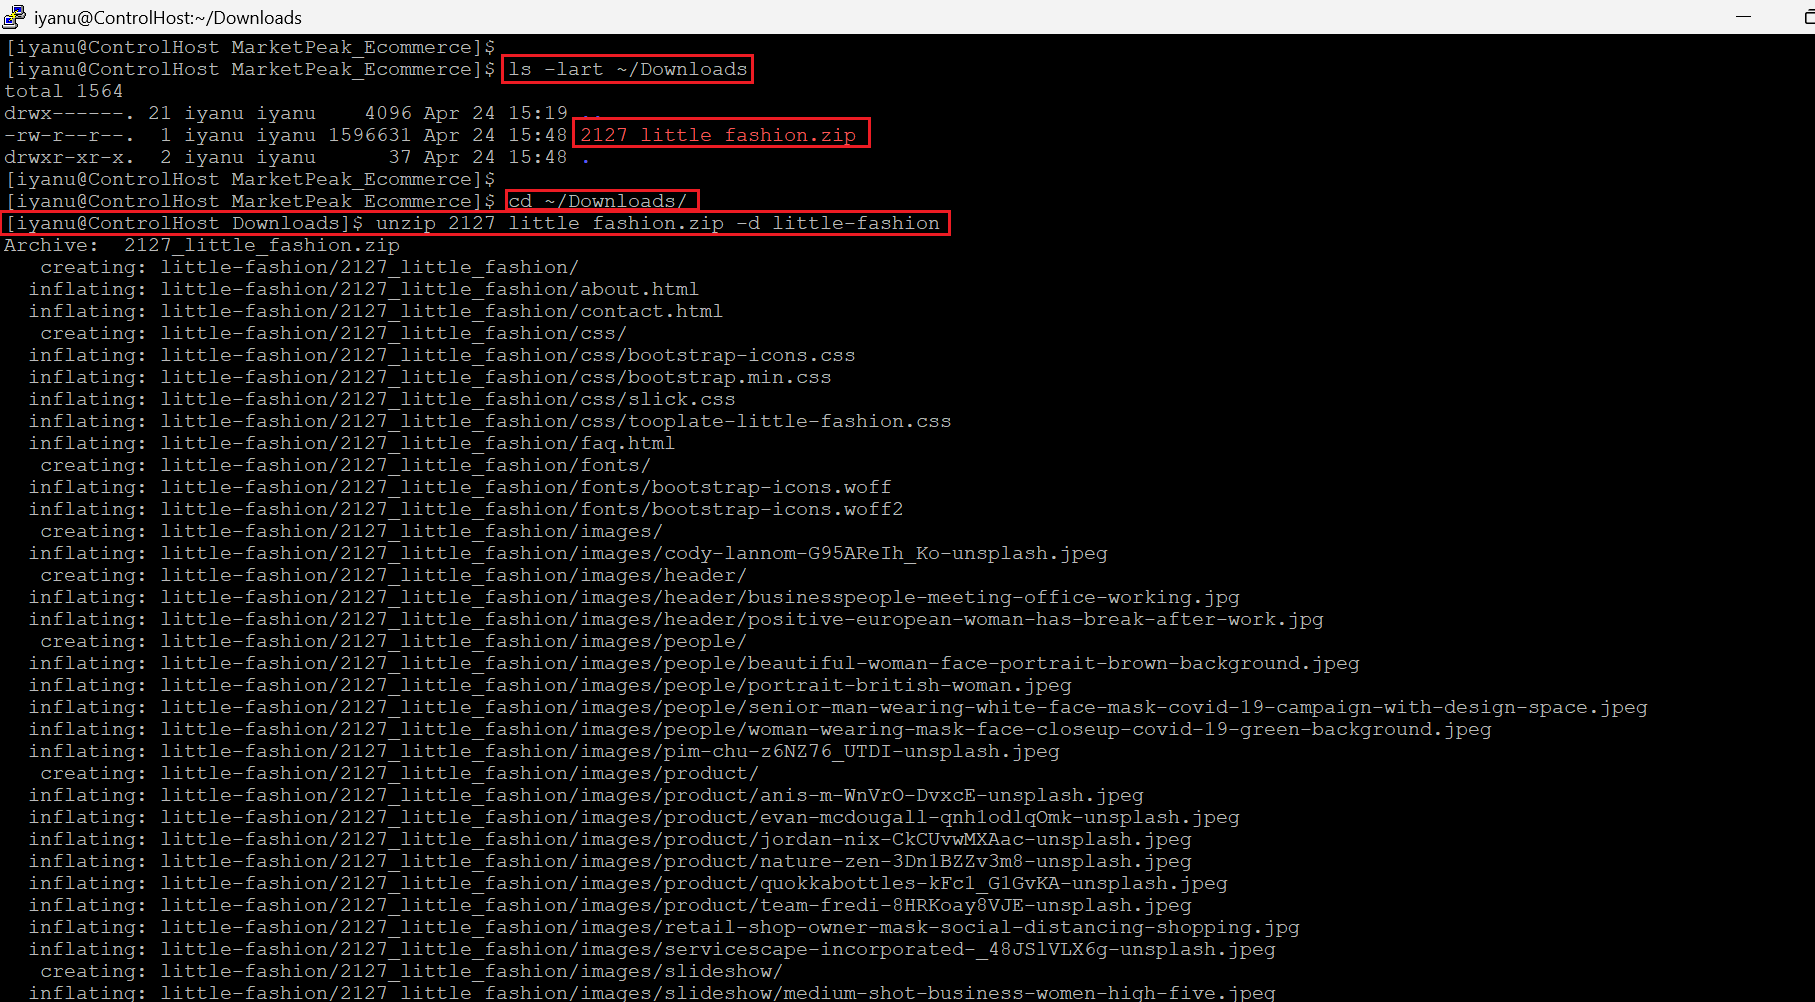 iyanu@ControlHost:~/Downloads
[iyanu@ControlHost MarketPeak_Ecommerce]$
[iyanu@ControlHost MarketPeak_Ecommerce]$ ls -lart ~/Downloads
total 1564
drwx------. 21 iyanu iyanu    4096 Apr 24 15:19 ..
-rw-r--r--.  1 iyanu iyanu 1596631 Apr 24 15:48 2127_little_fashion.zip
drwxr-xr-x.  2 iyanu iyanu      37 Apr 24 15:48 .
[iyanu@ControlHost MarketPeak_Ecommerce]$
[iyanu@ControlHost MarketPeak_Ecommerce]$ cd ~/Downloads/
[iyanu@ControlHost Downloads]$ unzip 2127_little_fashion.zip -d little-fashion
Archive:  2127_little_fashion.zip
   creating: little-fashion/2127_little_fashion/
  inflating: little-fashion/2127_little_fashion/about.html
  inflating: little-fashion/2127_little_fashion/contact.html
   creating: little-fashion/2127_little_fashion/css/
  inflating: little-fashion/2127_little_fashion/css/bootstrap-icons.css
  inflating: little-fashion/2127_little_fashion/css/bootstrap.min.css
  inflating: little-fashion/2127_little_fashion/css/slick.css
  inflating: little-fashion/2127_little_fashion/css/tooplate-little-fashion.css
  inflating: little-fashion/2127_little_fashion/faq.html
   creating: little-fashion/2127_little_fashion/fonts/
  inflating: little-fashion/2127_little_fashion/fonts/bootstrap-icons.woff
  inflating: little-fashion/2127_little_fashion/fonts/bootstrap-icons.woff2
   creating: little-fashion/2127_little_fashion/images/
  inflating: little-fashion/2127_little_fashion/images/cody-lannom-G95AReIh_Ko-unsplash.jpeg
   creating: little-fashion/2127_little_fashion/images/header/
  inflating: little-fashion/2127_little_fashion/images/header/businesspeople-meeting-office-working.jpg
  inflating: little-fashion/2127_little_fashion/images/header/positive-european-woman-has-break-after-work.jpg
   creating: little-fashion/2127_little_fashion/images/people/
  inflating: little-fashion/2127_little_fashion/images/people/beautiful-woman-face-portrait-brown-background.jpeg
  inflating: little-fashion/2127_little_fashion/images/people/portrait-british-woman.jpeg
  inflating: little-fashion/2127_little_fashion/images/people/senior-man-wearing-white-face-mask-covid-19-campaign-with-design-space.jpeg
  inflating: little-fashion/2127_little_fashion/images/people/woman-wearing-mask-face-closeup-covid-19-green-background.jpeg
  inflating: little-fashion/2127_little_fashion/images/pim-chu-z6NZ76_UTDI-unsplash.jpeg
   creating: little-fashion/2127_little_fashion/images/product/
  inflating: little-fashion/2127_little_fashion/images/product/anis-m-WnVrO-DvxcE-unsplash.jpeg
  inflating: little-fashion/2127_little_fashion/images/product/evan-mcdougall-qnhlodlqOmk-unsplash.jpeg
  inflating: little-fashion/2127_little_fashion/images/product/jordan-nix-CkCUvwMXAac-unsplash.jpeg
  inflating: little-fashion/2127_little_fashion/images/product/nature-zen-3Dn1BZZv3m8-unsplash.jpeg
  inflating: little-fashion/2127_little_fashion/images/product/quokkabottles-kFc1_G1GvKA-unsplash.jpeg
  inflating: little-fashion/2127_little_fashion/images/product/team-fredi-8HRKoay8VJE-unsplash.jpeg
  inflating: little-fashion/2127_little_fashion/images/retail-shop-owner-mask-social-distancing-shopping.jpg
  inflating: little-fashion/2127_little_fashion/images/servicescape-incorporated-_48JSlVLX6g-unsplash.jpeg
   creating: little-fashion/2127_little_fashion/images/slideshow/
  inflating: little-fashion/2127_little_fashion/images/slideshow/medium-shot-business-women-high-five.jpeg